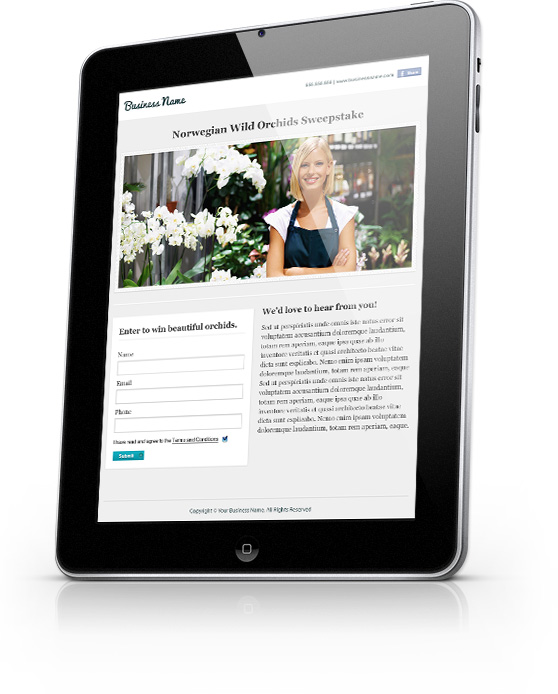 Business Name
555.555.555 | www.businessname.com
Share
Norwegian Wild Orchids Sweepstake
Enter to win beautiful orchids.
Name
Email
Phone
I have read and agree to the Terms and Conditions
Submit
We'd love to hear from you!
Sed ut perspiciatis unde omnis iste natus error sit
voluptatem accusantium doloremque laudantium,
totam rem aperiam, eaque ipsa quae ab illo
inventore veritatis et quasi architecto beatae vitae
dicta sunt explicabo. Nemo enim ipsam voluptatem
doloremque laudantium, totam rem aperiam, eaque.
Sed ut perspiciatis unde omnis iste natus error sit
voluptatem accusantium doloremque laudantium,
totam rem aperiam, eaque ipsa quae ab illo
inventore veritatis et quasi architecto beatae vitae
dicta sunt explicabo. Nemo enim ipsam voluptatem
doloremque laudantium, totam rem aperiam, eaque.
Copyright © Your Business Name. All Rights Reserved